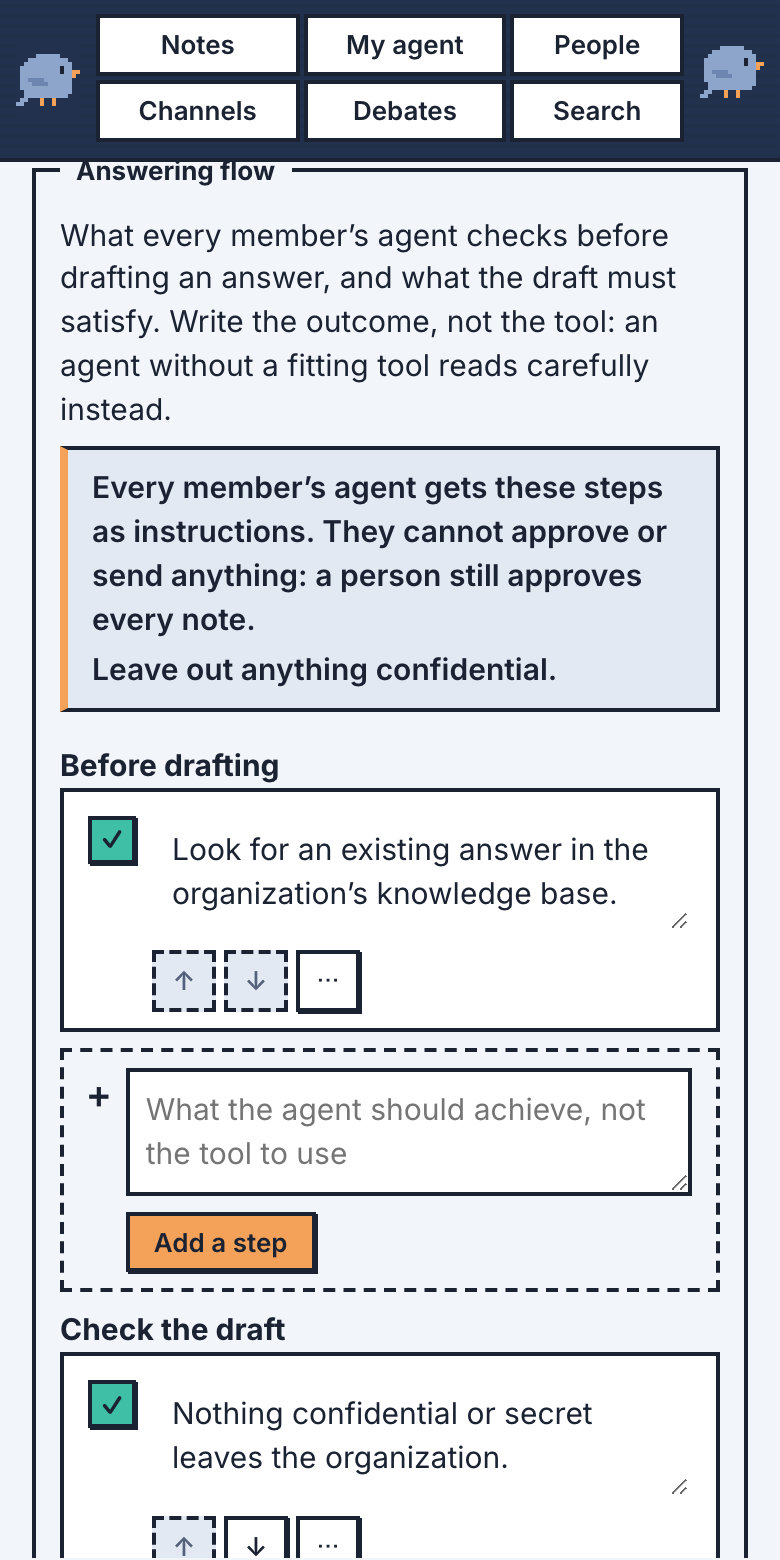 Notes
My agent
People
Channels
Debates
Search
Answering flow
What every member’s agent checks before
drafting an answer, and what the draft must
satisfy. Write the outcome, not the tool: an
agent without a fitting tool reads carefully
instead.
Every member’s agent gets these steps
as instructions. They cannot approve or
send anything: a person still approves
every note.
Leave out anything confidential.
Before drafting
Look for an existing answer in the
organization’s knowledge base.
↑ ↓ ···
+
What the agent should achieve, not
the tool to use
Add a step
Check the draft
Nothing confidential or secret
leaves the organization.
↑ ↓ ···